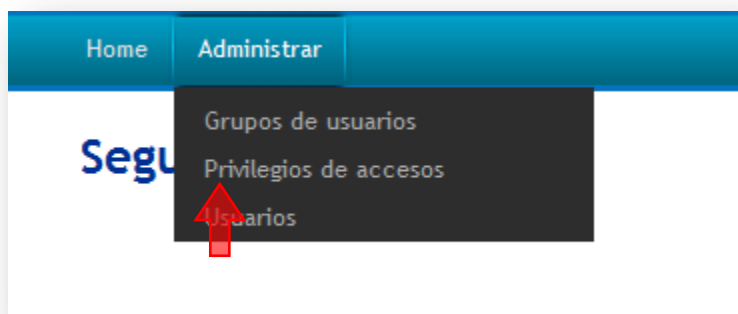 Home Administrar
Grupos de usuarios
Segu
Privilegios de accesos
Usuarios